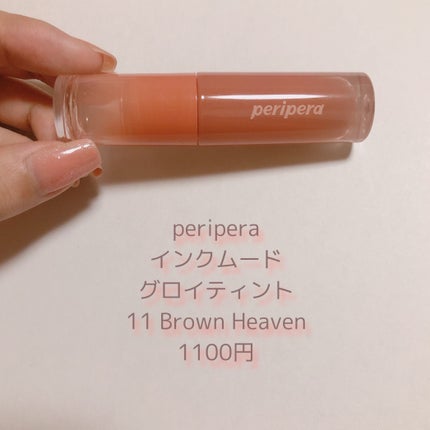 peripera
peripera
インクムード
グロイティント
11 Brown Heaven
1100円